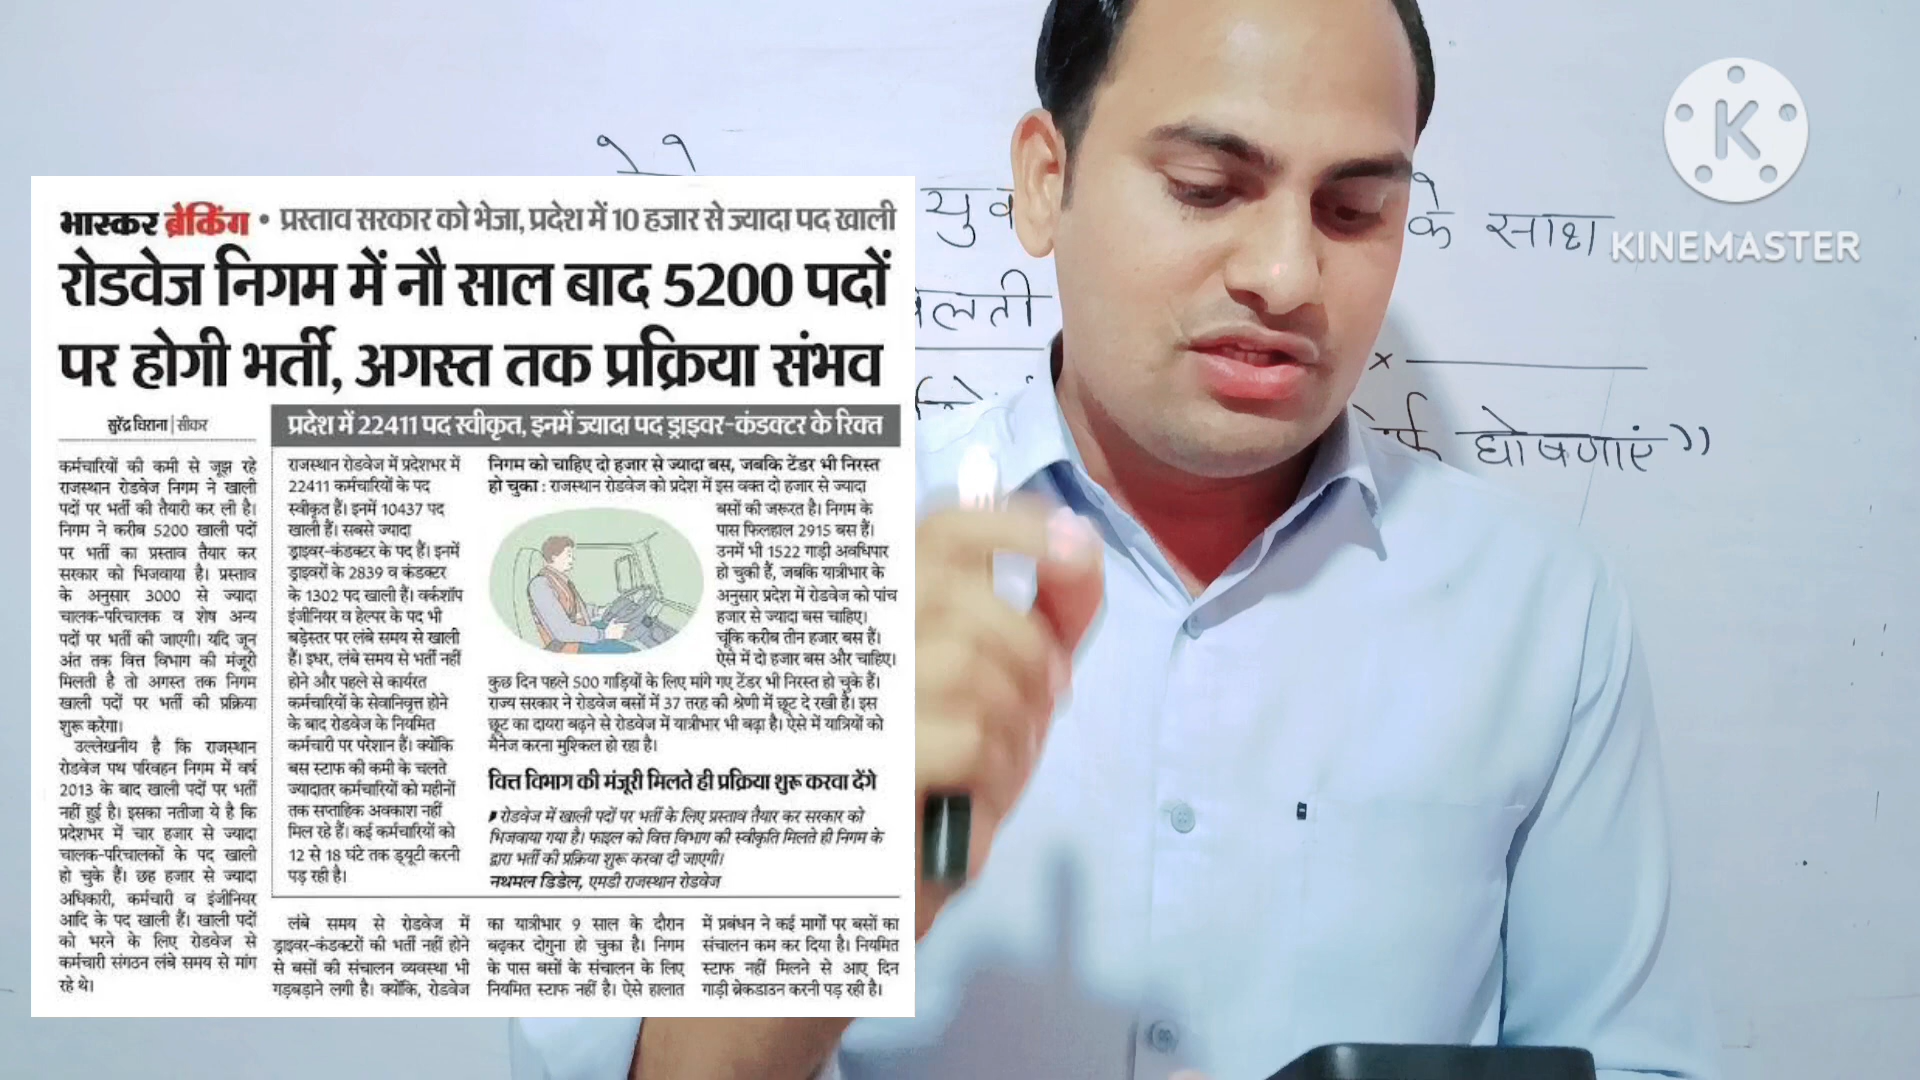 भास्कर ब्रेकिंग • प्रस्ताव सरकार को भेजा, प्रदेश में 10 हजार से ज्यादा पद खाली
रोडवेज निगम में नौ साल बाद 5200 पदों
पर होगी भर्ती, अगस्त तक प्रक्रिया संभव
सुरेंद्र चिराना | सीकर
कर्मचारियों की कमी से जूझ रहे
राजस्थान रोडवेज निगम ने खाली
पदों पर भर्ती की तैयारी कर ली है।
निगम ने करीब 5200 खाली पदों
पर भर्ती का प्रस्ताव तैयार कर
सरकार को भिजवाया है। प्रस्ताव
के अनुसार 3000 से ज्यादा
चालक-परिचालक व शेष अन्य
पदों पर भर्ती की जाएगी। यदि जून
अंत तक वित्त विभाग की मंजूरी
मिलती है तो अगस्त तक निगम
खाली पदों पर भर्ती की प्रक्रिया
शुरू करेगा।
उल्लेखनीय है कि राजस्थान
रोडवेज पथ परिवहन निगम में वर्ष
2013 के बाद खाली पदों पर भर्ती
नहीं हुई है। इसका नतीजा ये है कि
प्रदेशभर में चार हजार से ज्यादा
चालक-परिचालकों के पद खाली
हो चुके हैं। छह हजार से ज्यादा
अधिकारी, कर्मचारी व इंजीनियर
आदि के पद खाली हैं। खाली पदों
को भरने के लिए रोडवेज से
कर्मचारी संगठन लंबे समय से मांग
रहे थे।
प्रदेश में 22411 पद स्वीकृत, इनमें ज्यादा पद ड्राइवर-कंडक्टर के रिक्त
राजस्थान रोडवेज में प्रदेशभर में
22411 कर्मचारियों के पद
स्वीकृत हैं। इनमें 10437 पद
खाली हैं। सबसे ज्यादा
ड्राइवर-कंडक्टर के पद हैं। इनमें
ड्राइवरों के 2839 व कंडक्टर
के 1302 पद खाली हैं। वर्कशॉप
इंजीनियर व हेल्पर के पद भी
बड़ेस्तर पर लंबे समय से खाली
हैं। इधर, लंबे समय से भर्ती नहीं
होने और पहले से कार्यरत
कर्मचारियों के सेवानिवृत्त होने
के बाद रोडवेज के नियमित
कर्मचारी पर परेशान हैं। क्योंकि
बस स्टाफ की कमी के चलते
ज्यादातर कर्मचारियों को महीनों
तक सप्ताहिक अवकाश नहीं
मिल रहे हैं। कई कर्मचारियों को
12 से 18 घंटे तक ड्यूटी करनी
पड़ रही है।
निगम को चाहिए दो हजार से ज्यादा बस, जबकि टेंडर भी निरस्त
हो चुका : राजस्थान रोडवेज को प्रदेश में इस वक्त दो हजार से ज्यादा
बसों की जरूरत है। निगम के
पास फिलहाल 2915 बस हैं।
उनमें भी 1522 गाड़ी अवधिपार
हो चुकी हैं, जबकि यात्रीभार के
अनुसार प्रदेश में रोडवेज को पांच
हजार से ज्यादा बस चाहिए।
चूंकि करीब तीन हजार बस हैं।
ऐसे में दो हजार बस और चाहिए।
कुछ दिन पहले 500 गाड़ियों के लिए मांगे गए टेंडर भी निरस्त हो चुके हैं।
राज्य सरकार ने रोडवेज बसों में 37 तरह की श्रेणी में छूट दे रखी है। इस
छूट का दायरा बढ़ने से रोडवेज में यात्रीभार भी बढ़ा है। ऐसे में यात्रियों को
मैनेज करना मुश्किल हो रहा है।
वित्त विभाग की मंजूरी मिलते ही प्रक्रिया शुरू करवा देंगे
रोडवेज में खाली पदों पर भर्ती के लिए प्रस्ताव तैयार कर सरकार को
भिजवाया गया है। फाइल को वित्त विभाग की स्वीकृति मिलते ही निगम के
द्वारा भर्ती की प्रक्रिया शुरू करवा दी जाएगी।
नथमल डिडेल, एमडी राजस्थान रोडवेज
लंबे समय से रोडवेज में
ड्राइवर-कंडक्टरों की भर्ती नहीं होने
से बसों की संचालन व्यवस्था भी
गड़बड़ाने लगी है। क्योंकि, रोडवेज
का यात्रीभार 9 साल के दौरान
बढ़कर दोगुना हो चुका है। निगम
के पास बसों के संचालन के लिए
नियमित स्टाफ नहीं है। ऐसे हालात
में प्रबंधन ने कई मार्गों पर बसों का
संचालन कम कर दिया है। नियमित
स्टाफ नहीं मिलने से आए दिन
गाड़ी ब्रेकडाउन करनी पड़ रही है।
के साथ
घोषणाएं"
K
KINEMASTER